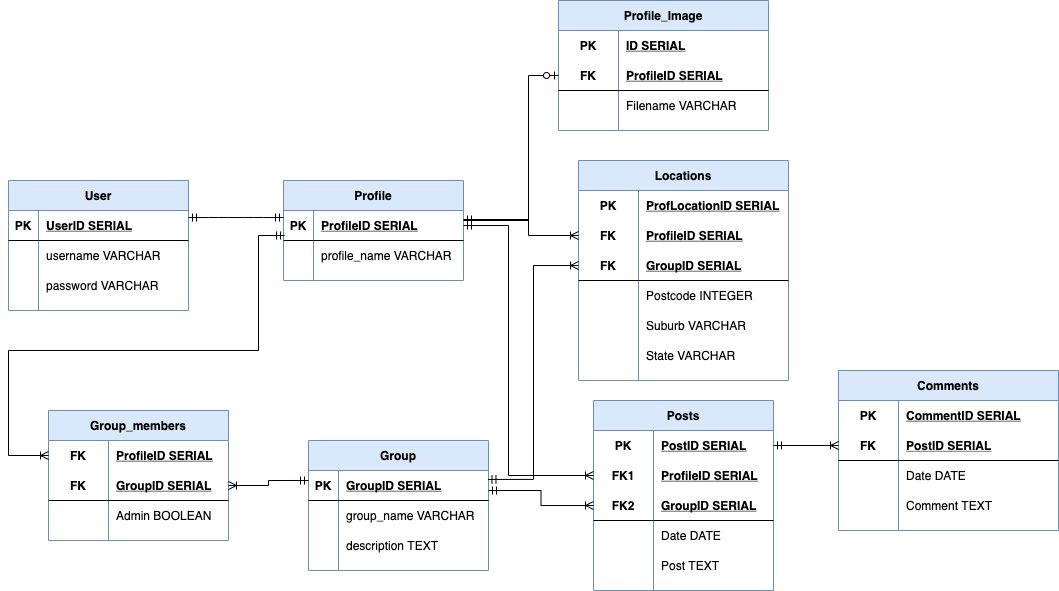 Profile_Image
PK ID SERIAL
FK ProfileID SERIAL
Filename VARCHAR
User
PK UserID SERIAL
username VARCHAR
password VARCHAR
Profile
PK ProfileID SERIAL
profile_name VARCHAR
Locations
PK ProfLocationID SERIAL
FK ProfileID SERIAL
FK GroupID SERIAL
Postcode INTEGER
Suburb VARCHAR
State VARCHAR
Group_members
FK ProfileID SERIAL
FK GroupID SERIAL
Admin BOOLEAN
Group
PK GroupID SERIAL
group_name VARCHAR
description TEXT
Posts
PK PostID SERIAL
FK1 ProfileID SERIAL
FK2 GroupID SERIAL
Date DATE
Post TEXT
Comments
PK CommentID SERIAL
FK PostID SERIAL
Date DATE
Comment TEXT